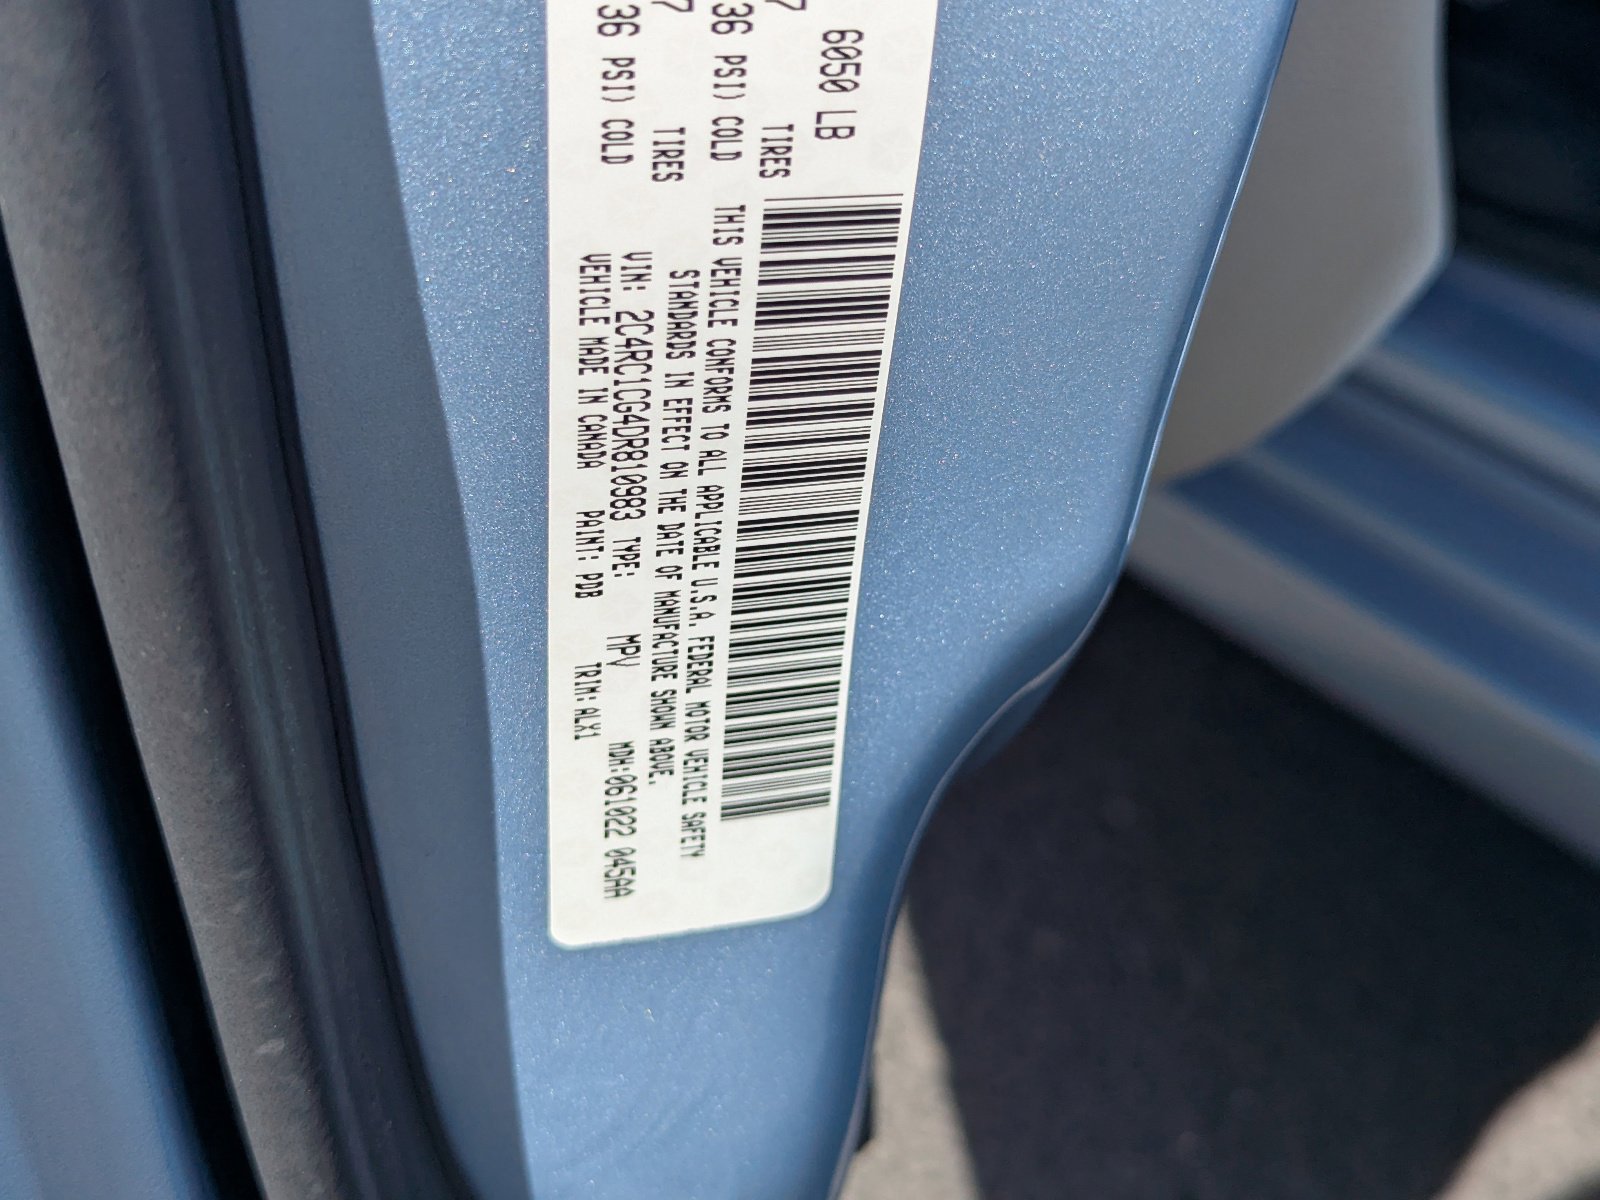 6050 LB
7 TIRES
36 PSI) COLD
7 TIRES
36 PSI) COLD
THIS VEHICLE CONFORMS TO ALL APPLICABLE U.S.A. FEDERAL MOTOR VEHICLE SAFETY
STANDARDS IN EFFECT ON THE DATE OF MANUFACTURE SHOWN ABOVE.
VIN: 2C4RC1CG4DR810983 TYPE: MPV MDH:061022 045AA
VEHICLE MADE IN CANADA PAINT: PDB TRIM:ALX1